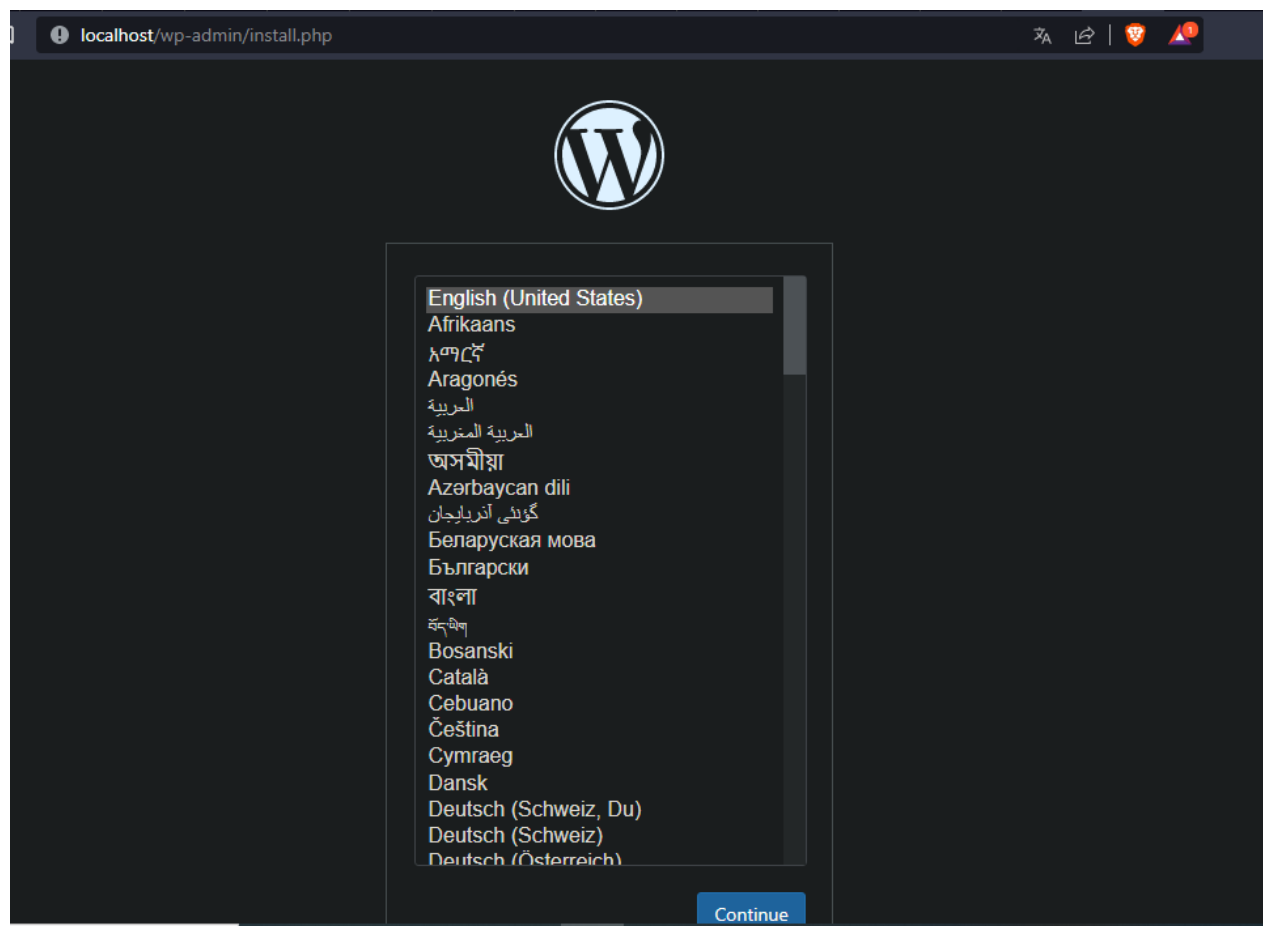 localhost/wp-admin/install.php
English (United States)
Afrikaans
አማርኛ
Aragonés
العربية
العربية المغربية
অসমীয়া
Azərbaycan dili
گؤنئی آذربایجان
Беларуская мова
Български
বাংলা
བོད་ཡིག
Bosanski
Català
Cebuano
Čeština
Cymraeg
Dansk
Deutsch (Schweiz, Du)
Deutsch (Schweiz)
Deutsch (Österreich)
Continue